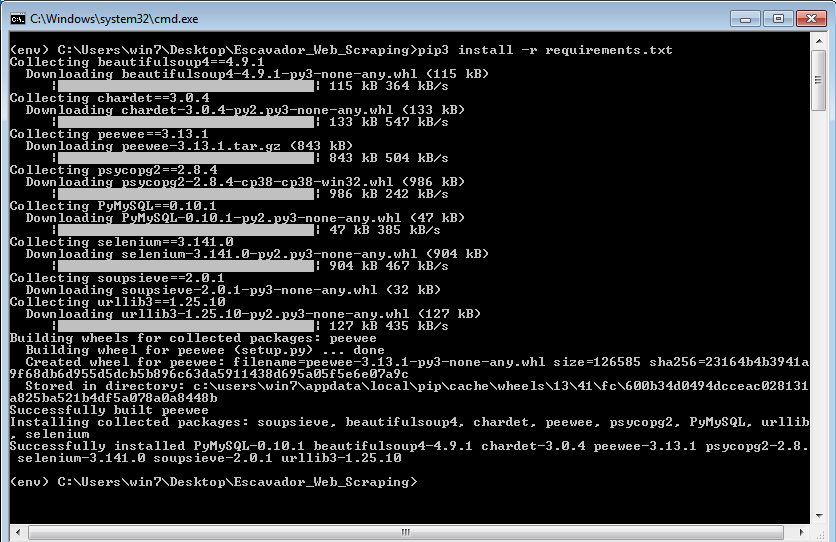 C:\Windows\system32\cmd.exe
(env) C:\Users\win7\Desktop\Escavador_Web_Scraping>pip3 install -r requirements.txt
Collecting beautifulsoup4==4.9.1
Downloading beautifulsoup4-4.9.1-py3-none-any.whl (115 kB)
|████████████████████████████████| 115 kB 364 kB/s
Collecting chardet==3.0.4
Downloading chardet-3.0.4-py2.py3-none-any.whl (133 kB)
|████████████████████████████████| 133 kB 547 kB/s
Collecting peewee==3.13.1
Downloading peewee-3.13.1.tar.gz (843 kB)
|████████████████████████████████| 843 kB 504 kB/s
Collecting psycopg2==2.8.4
Downloading psycopg2-2.8.4-cp38-cp38-win32.whl (986 kB)
|████████████████████████████████| 986 kB 242 kB/s
Collecting PyMySQL==0.10.1
Downloading PyMySQL-0.10.1-py2.py3-none-any.whl (47 kB)
|████████████████████████████████| 47 kB 385 kB/s
Collecting selenium==3.141.0
Downloading selenium-3.141.0-py2.py3-none-any.whl (904 kB)
|████████████████████████████████| 904 kB 467 kB/s
Collecting soupsieve==2.0.1
Downloading soupsieve-2.0.1-py3-none-any.whl (32 kB)
Collecting urllib3==1.25.10
Downloading urllib3-1.25.10-py2.py3-none-any.whl (127 kB)
|████████████████████████████████| 127 kB 435 kB/s
Building wheels for collected packages: peewee
Building wheel for peewee (setup.py) ... done
Created wheel for peewee: filename=peewee-3.13.1-py3-none-any.whl size=126585 sha256=23164b4b3941a
9f68db6d955d5dcb5b896c63da5911438d695a05f5e6e07a9c
Stored in directory: c:\users\win7\appdata\local\pip\cache\wheels\13\41\fc\600b34d0494dcceac028131
a825ba521b4df5a078a0a8448b
Successfully built peewee
Installing collected packages: soupsieve, beautifulsoup4, chardet, peewee, psycopg2, PyMySQL, urllib
, selenium
Successfully installed PyMySQL-0.10.1 beautifulsoup4-4.9.1 chardet-3.0.4 peewee-3.13.1 psycopg2-2.8.
selenium-3.141.0 soupsieve-2.0.1 urllib3-1.25.10
(env) C:\Users\win7\Desktop\Escavador_Web_Scraping>